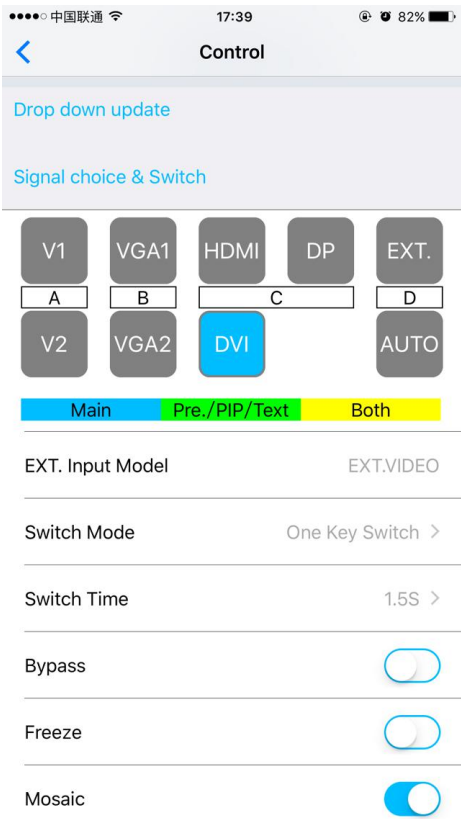 中国联通 17:39 82%
Control
Drop down update
Signal choice & Switch
V1 VGA1 HDMI DP EXT.
A B C D
V2 VGA2 DVI AUTO
Main Pre./PIP/Text Both
EXT. Input Model EXT.VIDEO
Switch Mode One Key Switch
Switch Time 1.5S
Bypass
Freeze
Mosaic